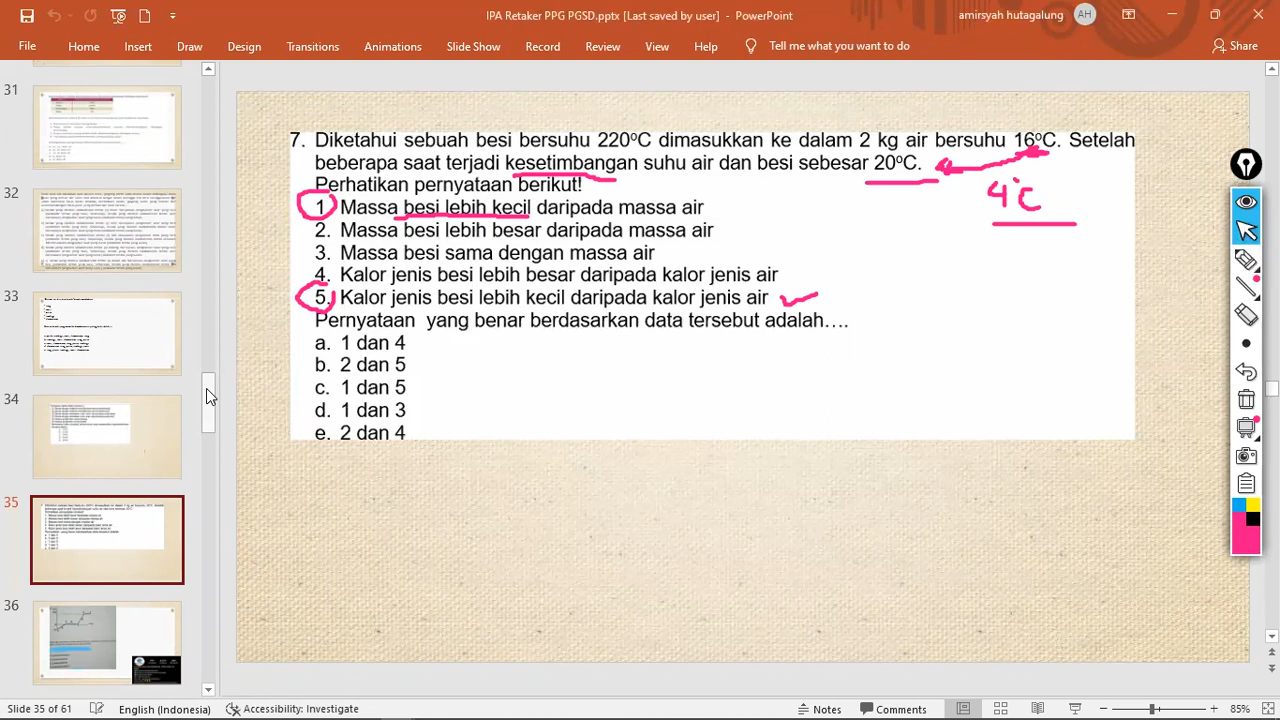 IPA Retaker PPG PGSD.pptx [Last saved by user] - PowerPoint
amirsyah hutagalung
AH
File Home Insert Draw Design Transitions Animations Slide Show Record Review View Help Tell me what you want to do
Share
31
32
33
34
35
36
7. Diketahui sebuah besi bersuhu 220⁰C dimasukkan ke dalam 2 kg air bersuhu 16⁰C. Setelah
beberapa saat terjadi kesetimbangan suhu air dan besi sebesar 20⁰C.
4°C
Perhatikan pernyataan berikut!
1. Massa besi lebih kecil daripada massa air
2. Massa besi lebih besar daripada massa air
3. Massa besi sama dengan massa air
4. Kalor jenis besi lebih besar daripada kalor jenis air
5. Kalor jenis besi lebih kecil daripada kalor jenis air
Pernyataan yang benar berdasarkan data tersebut adalah….
a. 1 dan 4
b. 2 dan 5
c. 1 dan 5
d. 1 dan 3
e. 2 dan 4
Slide 35 of 61
English (Indonesia)
Accessibility: Investigate
Notes
Comments
85%